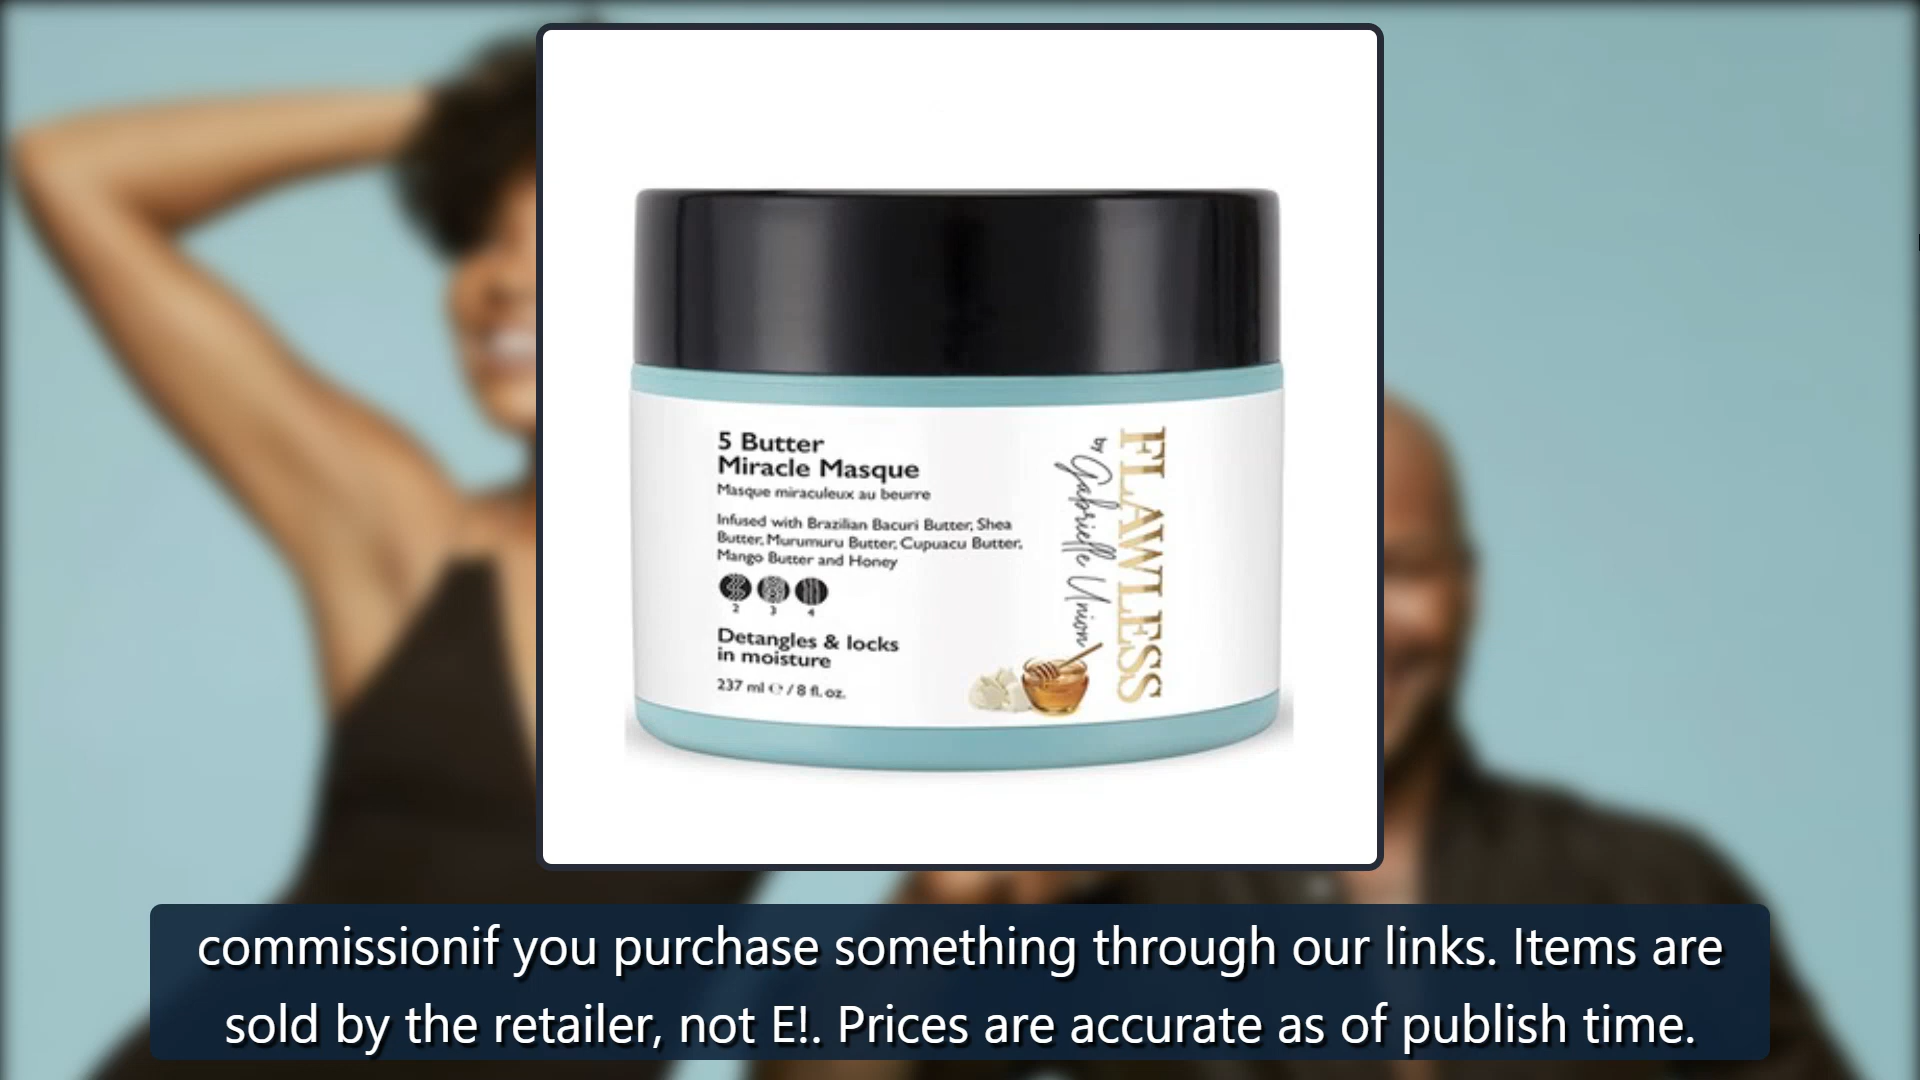 5 Butter
Miracle Masque
Masque miraculeux au beurre
Infused with Brazilian Bacuri Butter, Shea
Butter, Murumuru Butter, Cupuacu Butter,
Mango Butter and Honey
2 3 4
Detangles & locks
in moisture
237 ml ℮ / 8 fl. oz.
FLAWLESS
by Gabrielle Union
commissionif you purchase something through our links. Items are
sold by the retailer, not E!. Prices are accurate as of publish time.